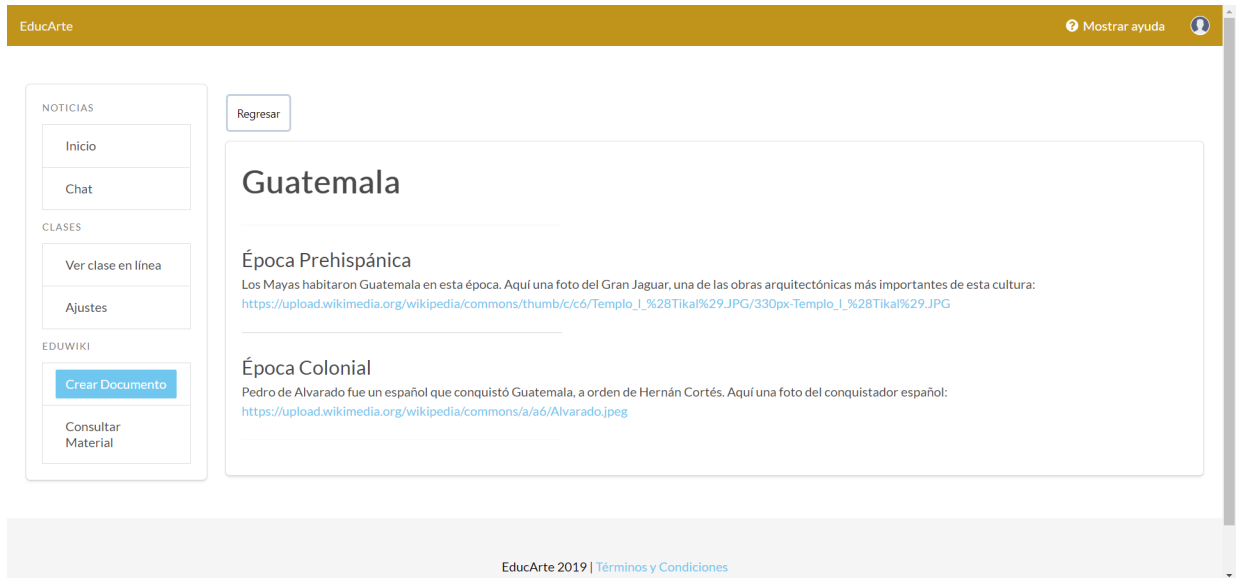 EducArte
Mostrar ayuda
NOTICIAS
Inicio
Chat
CLASES
Ver clase en línea
Ajustes
EDUWIKI
Crear Documento
Consultar
Material
Regresar
Guatemala
Época Prehispánica
Los Mayas habitaron Guatemala en esta época. Aquí una foto del Gran Jaguar, una de las obras arquitectónicas más importantes de esta cultura:
https://upload.wikimedia.org/wikipedia/commons/thumb/c/c6/Templo_I_%28Tikal%29.JPG/330px-Templo_I_%28Tikal%29.JPG
Época Colonial
Pedro de Alvarado fue un español que conquistó Guatemala, a orden de Hernán Cortés. Aquí una foto del conquistador español:
https://upload.wikimedia.org/wikipedia/commons/a/a6/Alvarado.jpeg
EducArte 2019 | Términos y Condiciones